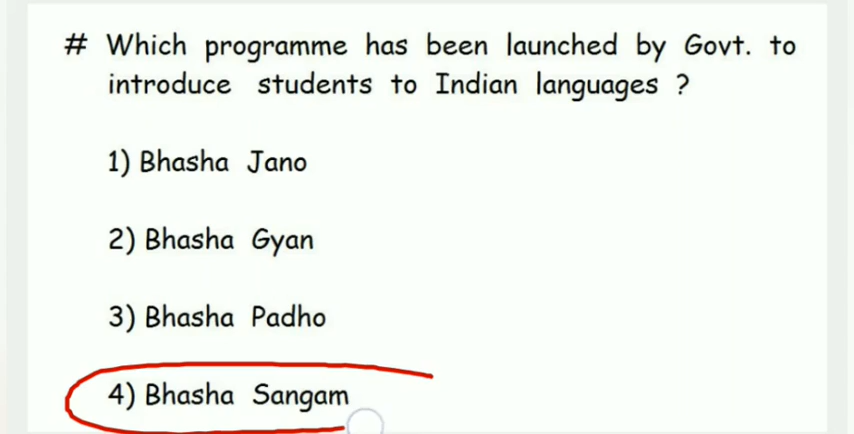 # Which programme has been launched by Govt. to
introduce students to Indian languages ?
1) Bhasha Jano
2) Bhasha Gyan
3) Bhasha Padho
4) Bhasha Sangam